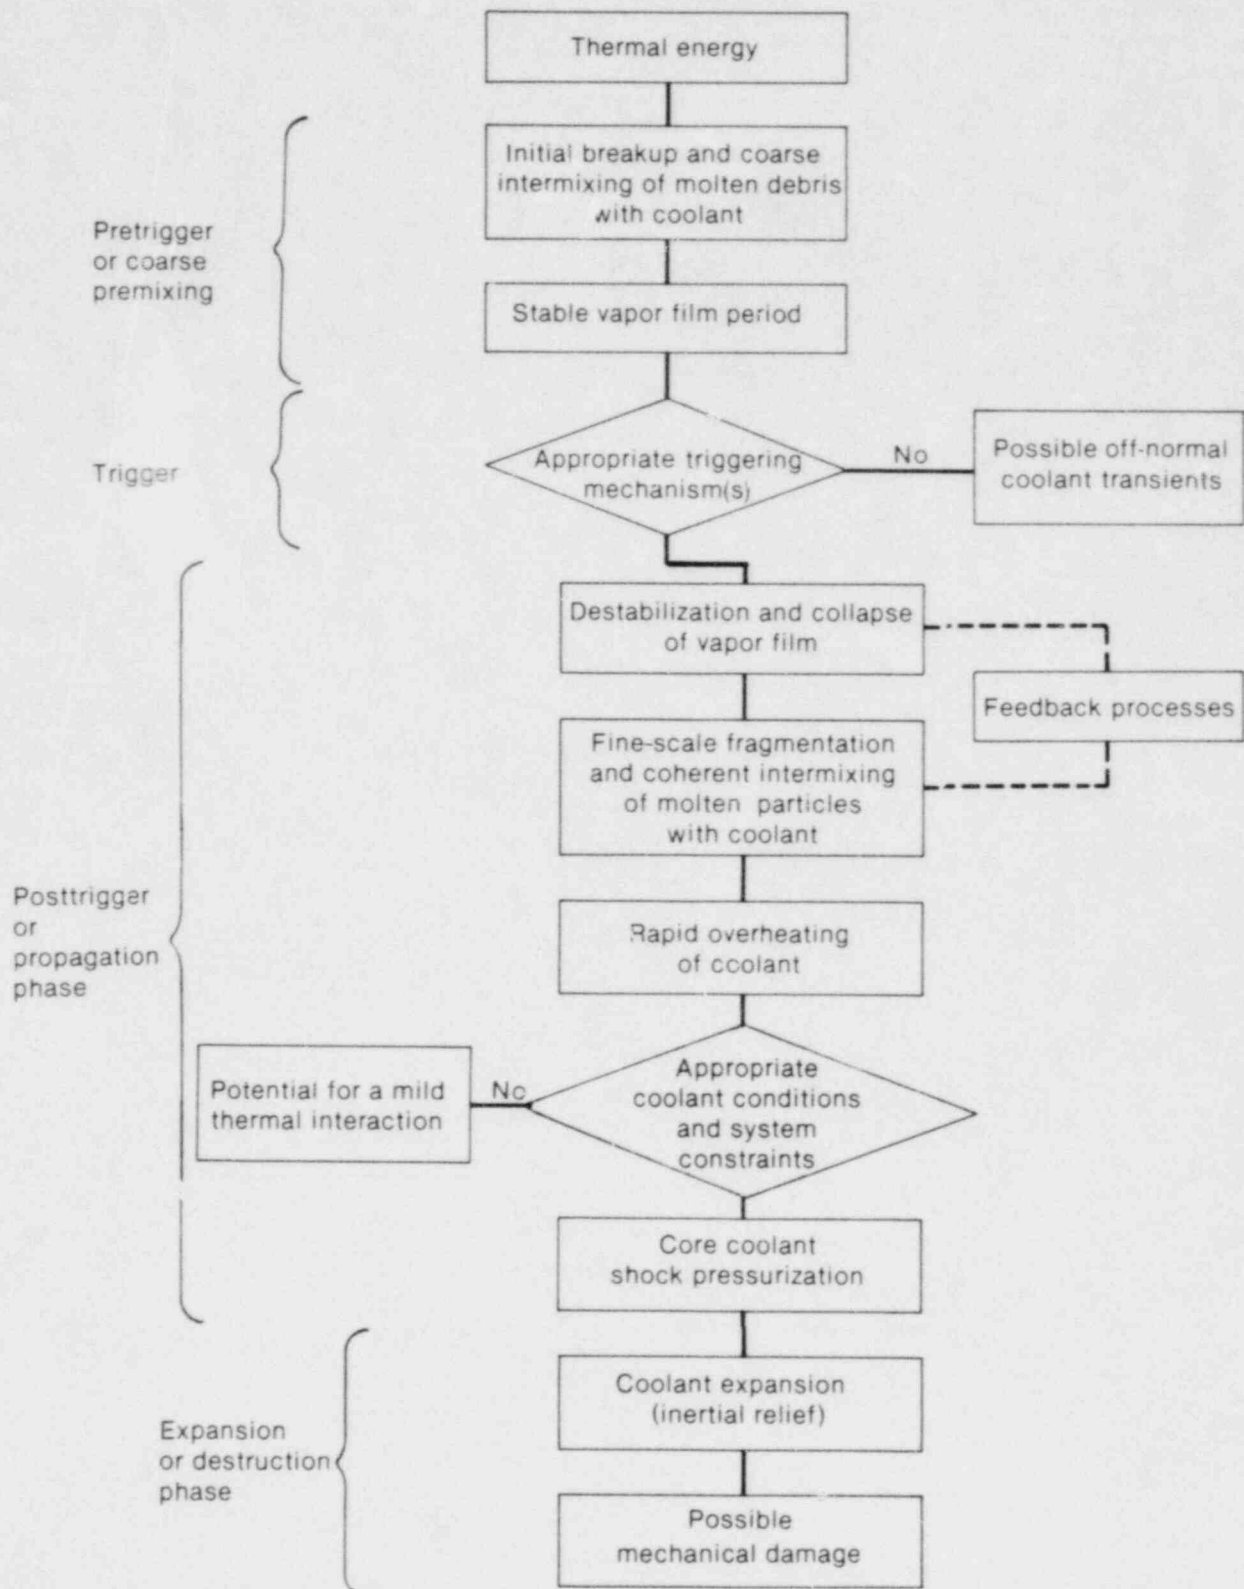 Thermal energy
Initial breakup and coarse
intermixing of molten debris
with coolant
Pretrigger
or coarse
premixing
Stable vapor film period
Trigger
Appropriate triggering
mechanism(s)
No
Possible off-normal
coolant transients
Destabilization and collapse
of vapor film
Feedback processes
Fine-scale fragmentation
and coherent intermixing
of molten particles
with coolant
Posttrigger
or
propagation
phase
Rapid overheating
of coolant
Appropriate
coolant conditions
and system
constraints
No
Potential for a mild
thermal interaction
Core coolant
shock pressurization
Expansion
or destruction
phase
Coolant expansion
(inertial relief)
Possible
mechanical damage